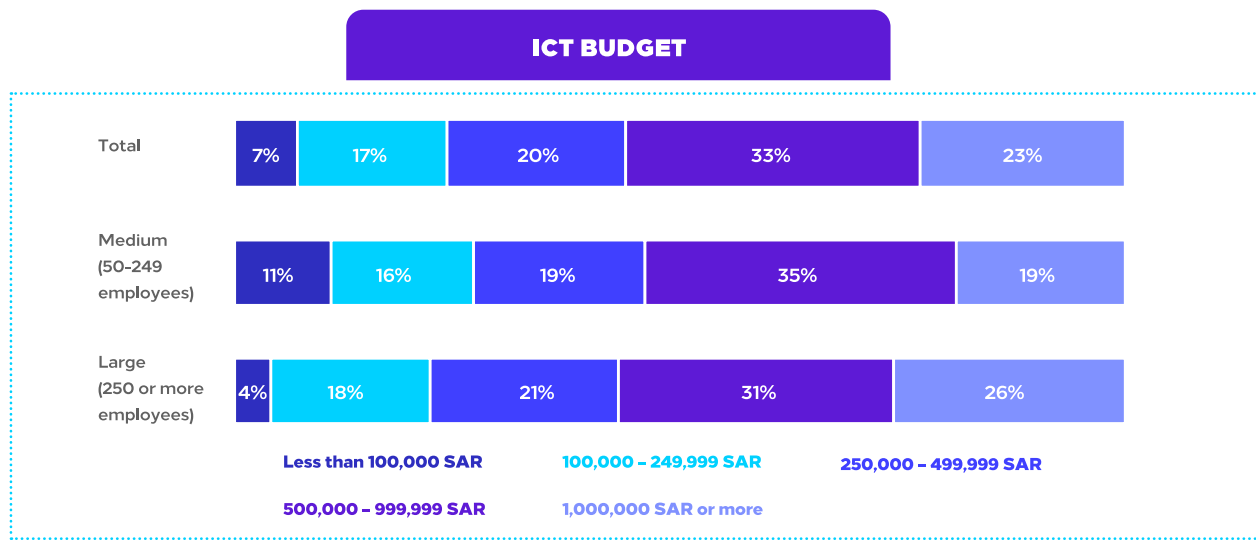 ICT BUDGET
Total
7% 17% 20% 33% 23%
Medium
(50-249
employees)
11% 16% 19% 35% 19%
Large
(250 or more
employees)
4% 18% 21% 31% 26%
Less than 100,000 SAR 100,000 – 249,999 SAR 250,000 – 499,999 SAR
500,000 – 999,999 SAR 1,000,000 SAR or more